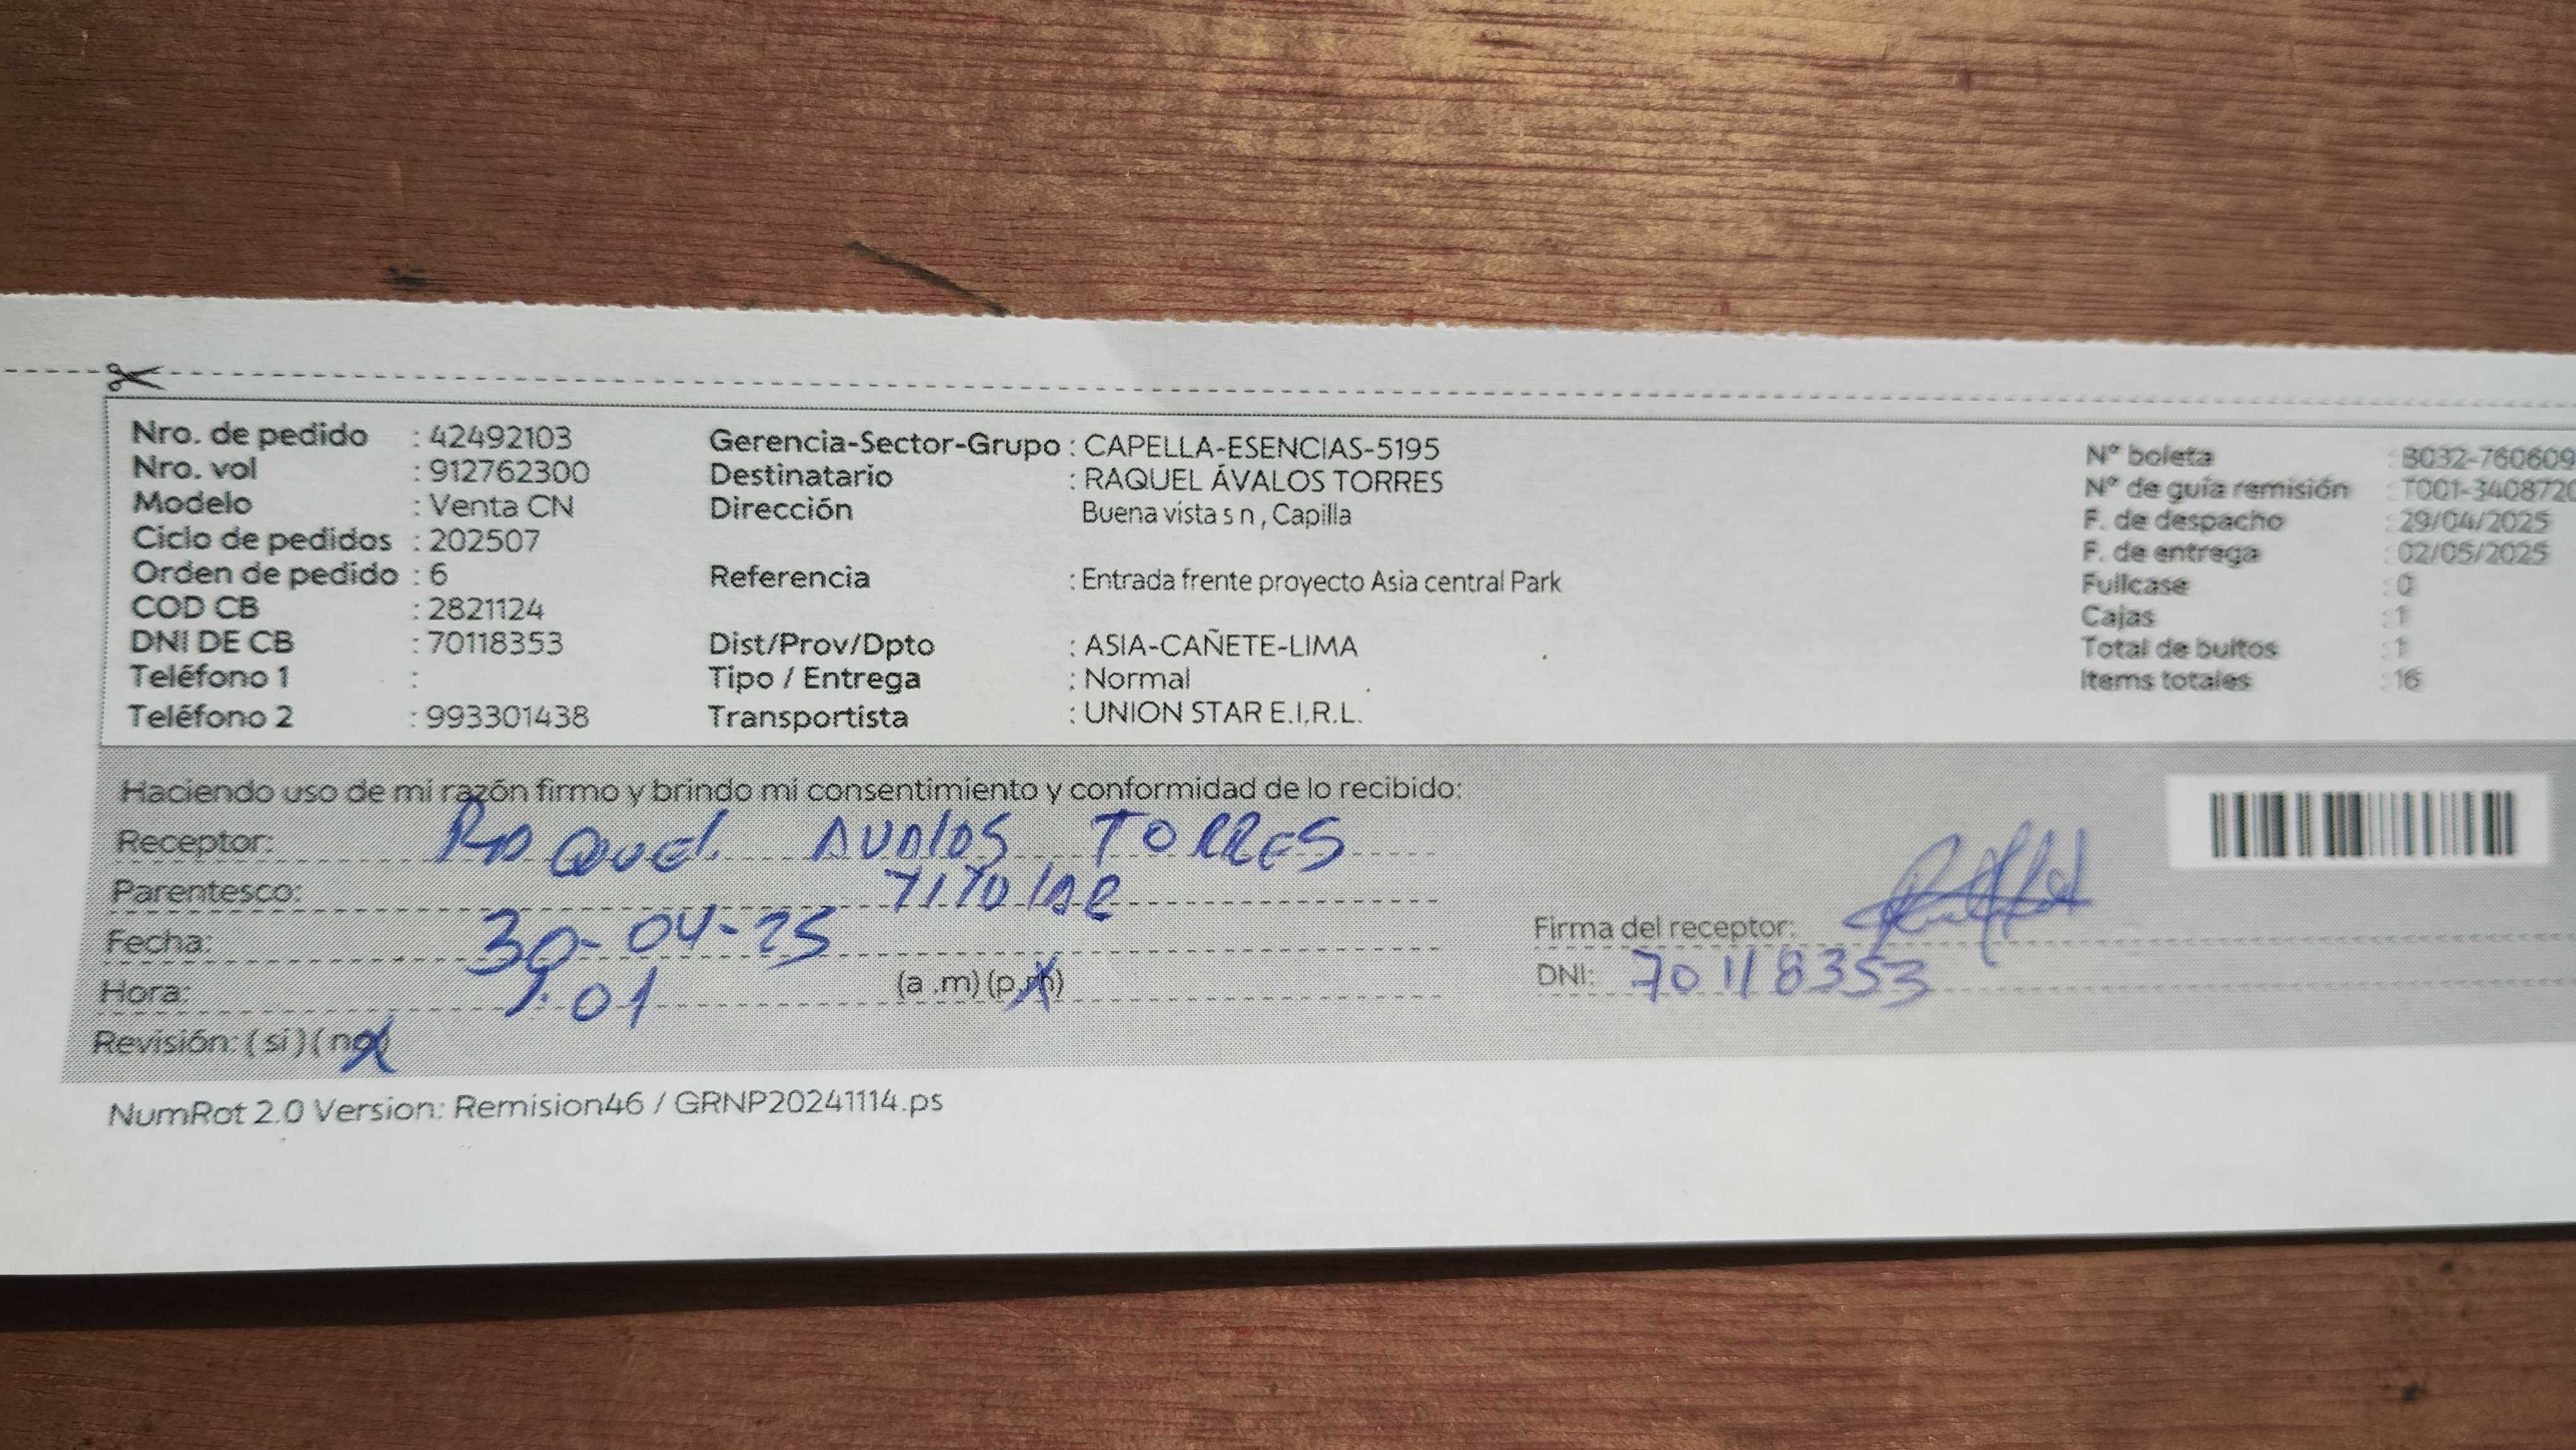 Nro. de pedido : 42492103
Nro. vol : 912762300
Modelo : Venta CN
Ciclo de pedidos : 202507
Orden de pedido : 6
COD CB : 2821124
DNI DE CB : 70118353
Teléfono 1 :
Teléfono 2 : 993301438
Gerencia-Sector-Grupo : CAPELLA-ESENCIAS-5195
Destinatario : RAQUEL ÁVALOS TORRES
Dirección Buena vista s n , Capilla
Referencia : Entrada frente proyecto Asia central Park
Dist/Prov/Dpto : ASIA-CAÑETE-LIMA
Tipo / Entrega : Normal
Transportista : UNION STAR E.I.R.L.
N° boleta : B032-760609
N° de guía remisión : T001-3408720
F. de despacho : 29/04/2025
F. de entrega : 02/05/2025
Fullcase : 0
Cajas : 1
Total de bultos : 1
Items totales : 16
Haciendo uso de mi razón firmo y brindo mi consentimiento y conformidad de lo recibido:
Receptor: RAQUEL AVALOS TORRES
Parentesco: TITULAR
Fecha: 30-04-25
Hora: :01 (a .m) (p.m)
Revisión: ( si ) ( no )
Firma del receptor:
DNI: 70118353
NumRot 2.0 Version: Remision46 / GRNP20241114.ps